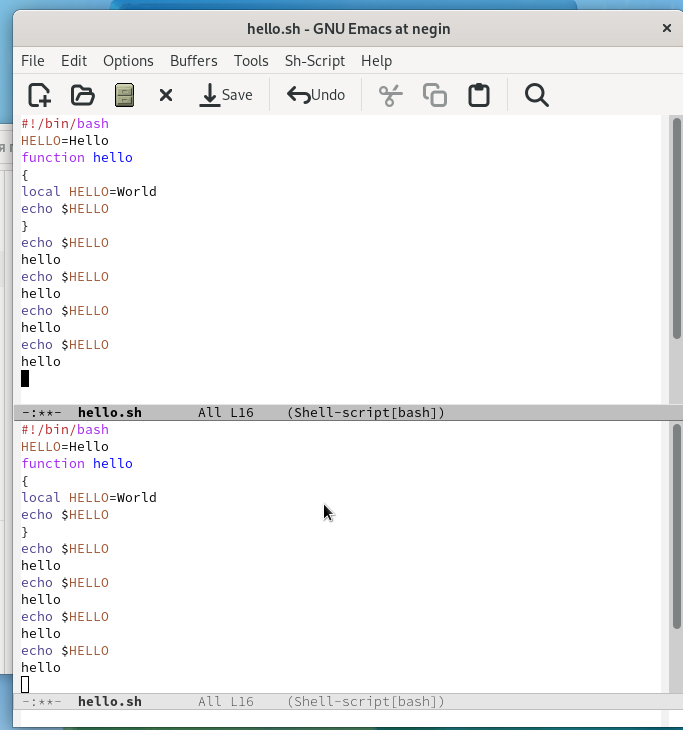 hello.sh - GNU Emacs at negin
File Edit Options Buffers Tools Sh-Script Help
Save Undo
#!/bin/bash
HELLO=Hello
function hello
{
local HELLO=World
echo $HELLO
}
echo $HELLO
hello
echo $HELLO
hello
echo $HELLO
hello
echo $HELLO
hello
-:**- hello.sh All L16 (Shell-script[bash])
#!/bin/bash
HELLO=Hello
function hello
{
local HELLO=World
echo $HELLO
}
echo $HELLO
hello
echo $HELLO
hello
echo $HELLO
hello
echo $HELLO
hello
-:**- hello.sh All L16 (Shell-script[bash])